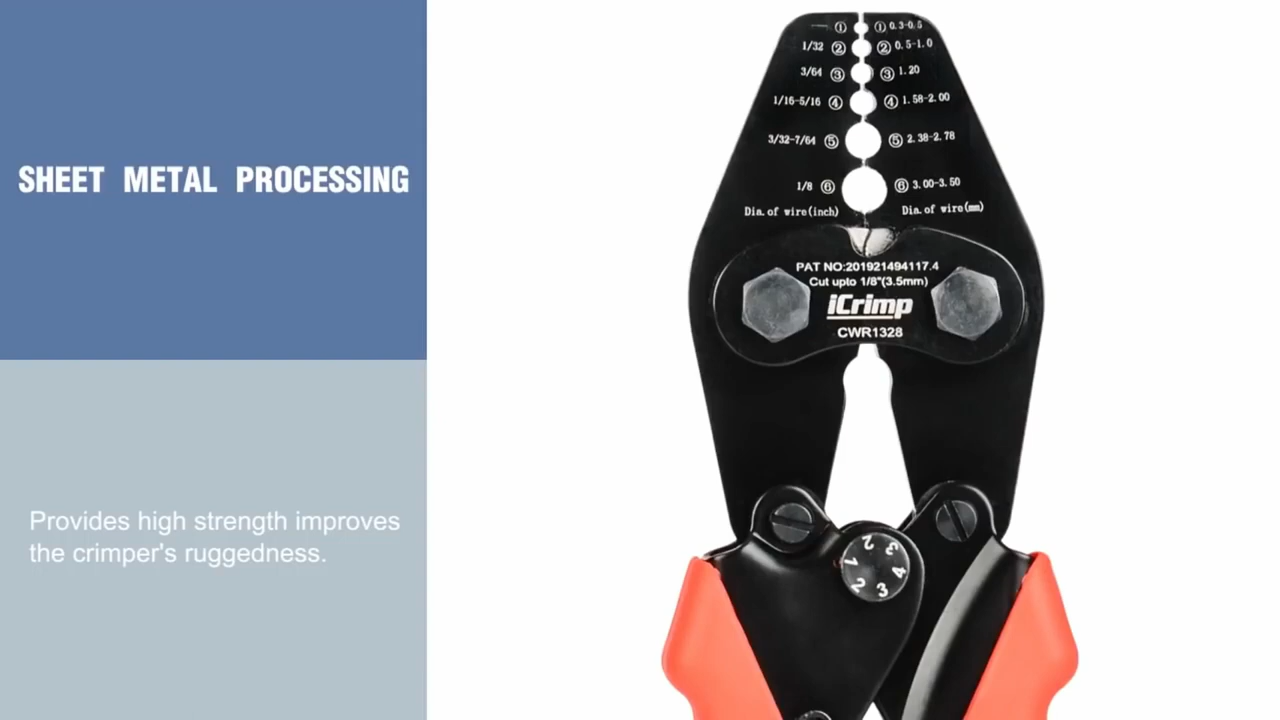 SHEET METAL PROCESSING
Provides high strength improves
the crimper's ruggedness.
① ① 0.3-0.5
1/32 ② ② 0.5-1.0
3/64 ③ ③ 1.20
1/16-5/16 ④ ④ 1.58-2.00
3/32-7/64 ⑤ ⑤ 2.38-2.78
1/8 ⑥ ⑥ 3.00-3.50
Dia.of wire(inch) Dia.of wire(mm)
PAT NO:201921494117.4
Cut upto 1/8"(3.5mm)
iCrimp
CWR1328
2 3
1 4
2 3